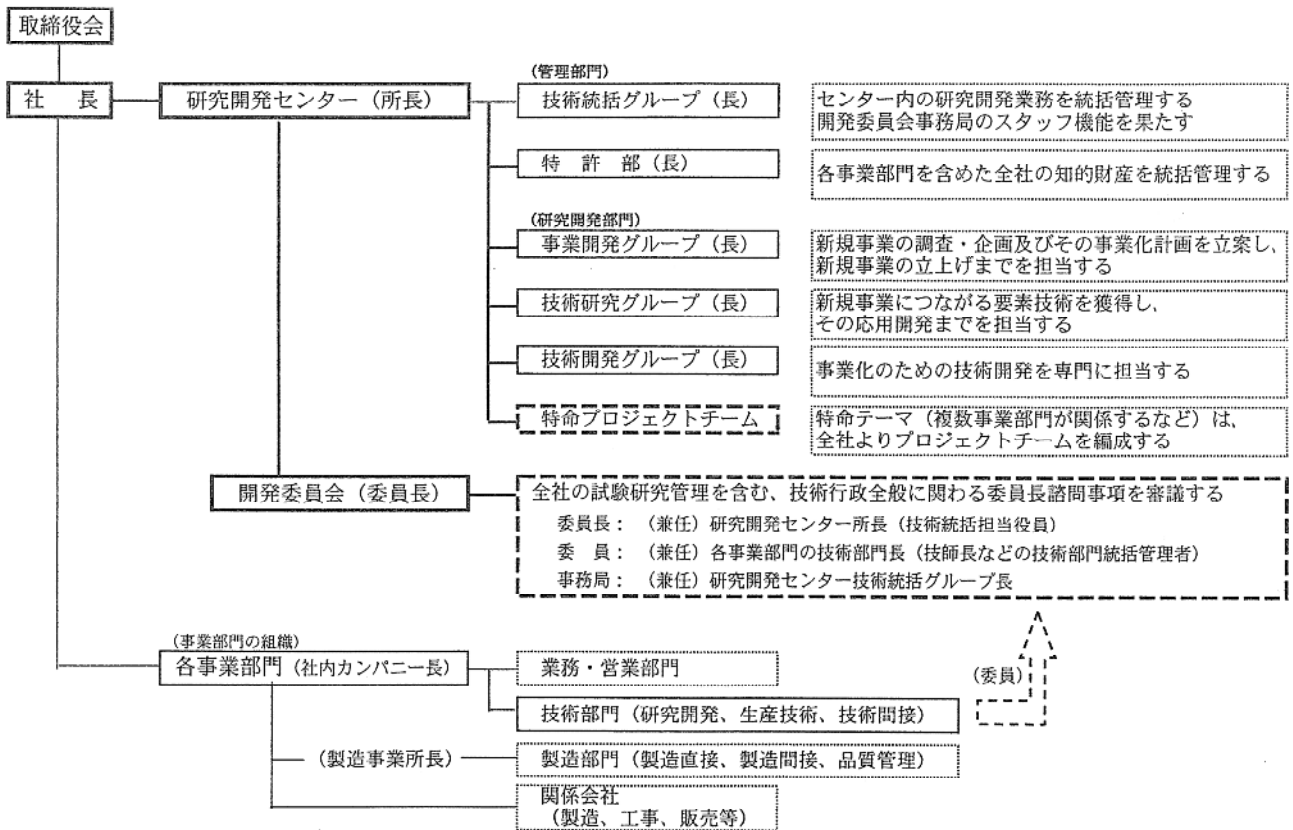 取締役会
社　長
研究開発センター（所長）
（管理部門）
技術統括グループ（長）
センター内の研究開発業務を統括管理する
開発委員会事務局のスタッフ機能を果たす
特　許　部（長）
各事業部門を含めた全社の知的財産を統括管理する
（研究開発部門）
事業開発グループ（長）
新規事業の調査・企画及びその事業化計画を立案し、
新規事業の立上げまでを担当する
技術研究グループ（長）
新規事業につながる要素技術を獲得し、
その応用開発までを担当する
技術開発グループ（長）
事業化のための技術開発を専門に担当する
特命プロジェクトチーム
特命テーマ（複数事業部門が関係するなど）は、
全社よりプロジェクトチームを編成する
開発委員会（委員長）
全社の試験研究管理を含む、技術行政全般に関わる委員長諮問事項を審議する
委員長：（兼任）研究開発センター所長（技術統括担当役員）
委　員：（兼任）各事業部門の技術部門長（技師長などの技術部門統括管理者）
事務局：（兼任）研究開発センター技術統括グループ長
（事業部門の組織）
各事業部門（社内カンパニー長）
業務・営業部門
（委員）
技術部門（研究開発、生産技術、技術間接）
（製造事業所長）
製造部門（製造直接、製造間接、品質管理）
関係会社
（製造、工事、販売等）